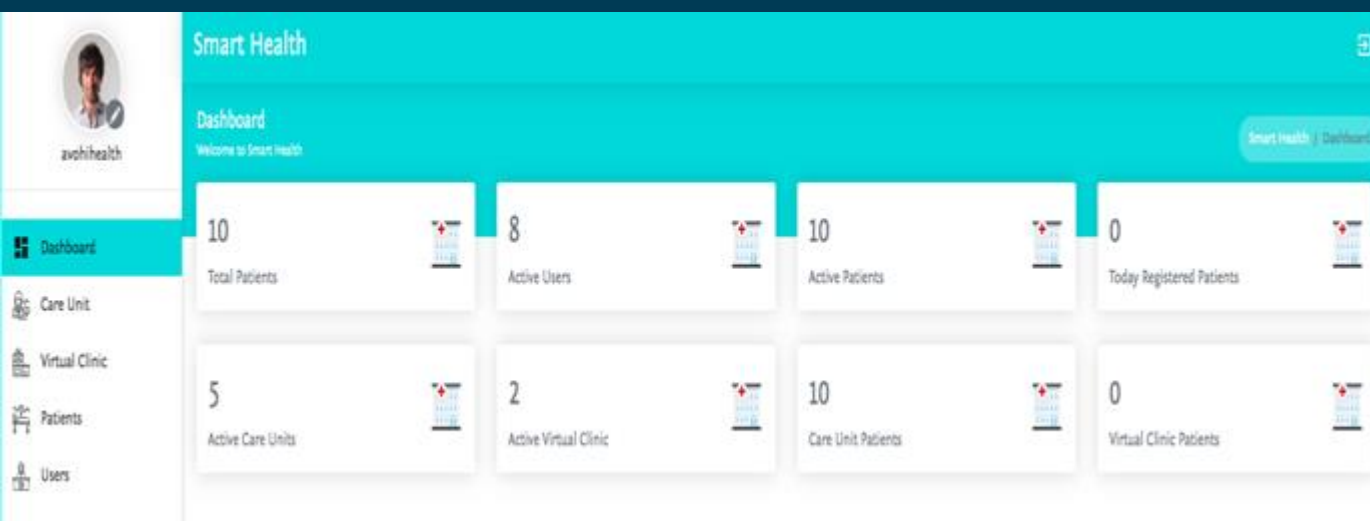 Smart Health
avohihealth
Dashboard
Welcome to Smart Health
Smart Health | Dashboard
Dashboard
Care Unit
Virtual Clinic
Patients
Users
10
Total Patients
8
Active Users
10
Active Patients
0
Today Registered Patients
5
Active Care Units
2
Active Virtual Clinic
10
Care Unit Patients
0
Virtual Clinic Patients